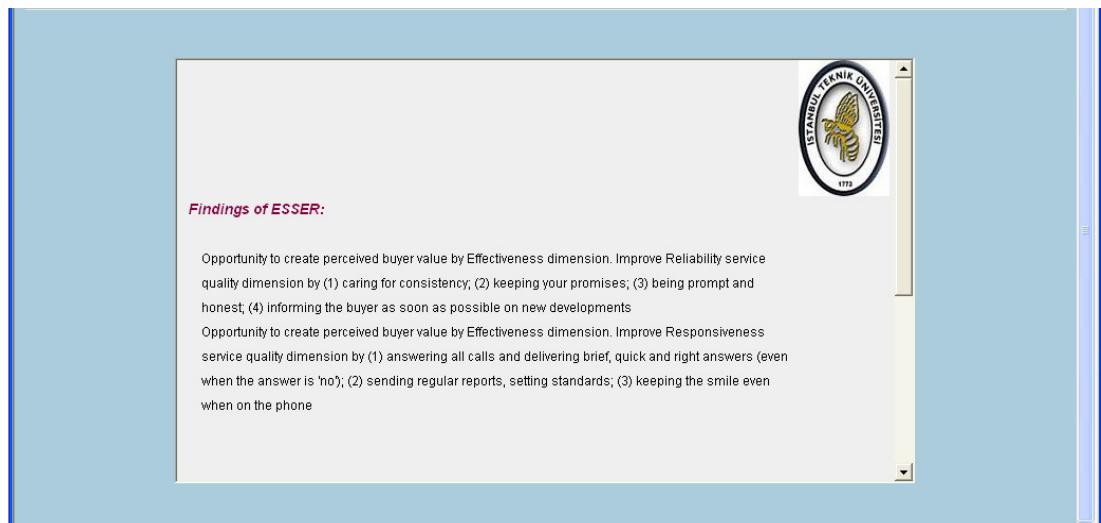 İSTANBUL TEKNİK ÜNİVERSİTESİ
1773
Findings of ESSER:
Opportunity to create perceived buyer value by Effectiveness dimension. Improve Reliability service
quality dimension by (1) caring for consistency; (2) keeping your promises; (3) being prompt and
honest; (4) informing the buyer as soon as possible on new developments
Opportunity to create perceived buyer value by Effectiveness dimension. Improve Responsiveness
service quality dimension by (1) answering all calls and delivering brief, quick and right answers (even
when the answer is 'no'); (2) sending regular reports, setting standards; (3) keeping the smile even
when on the phone